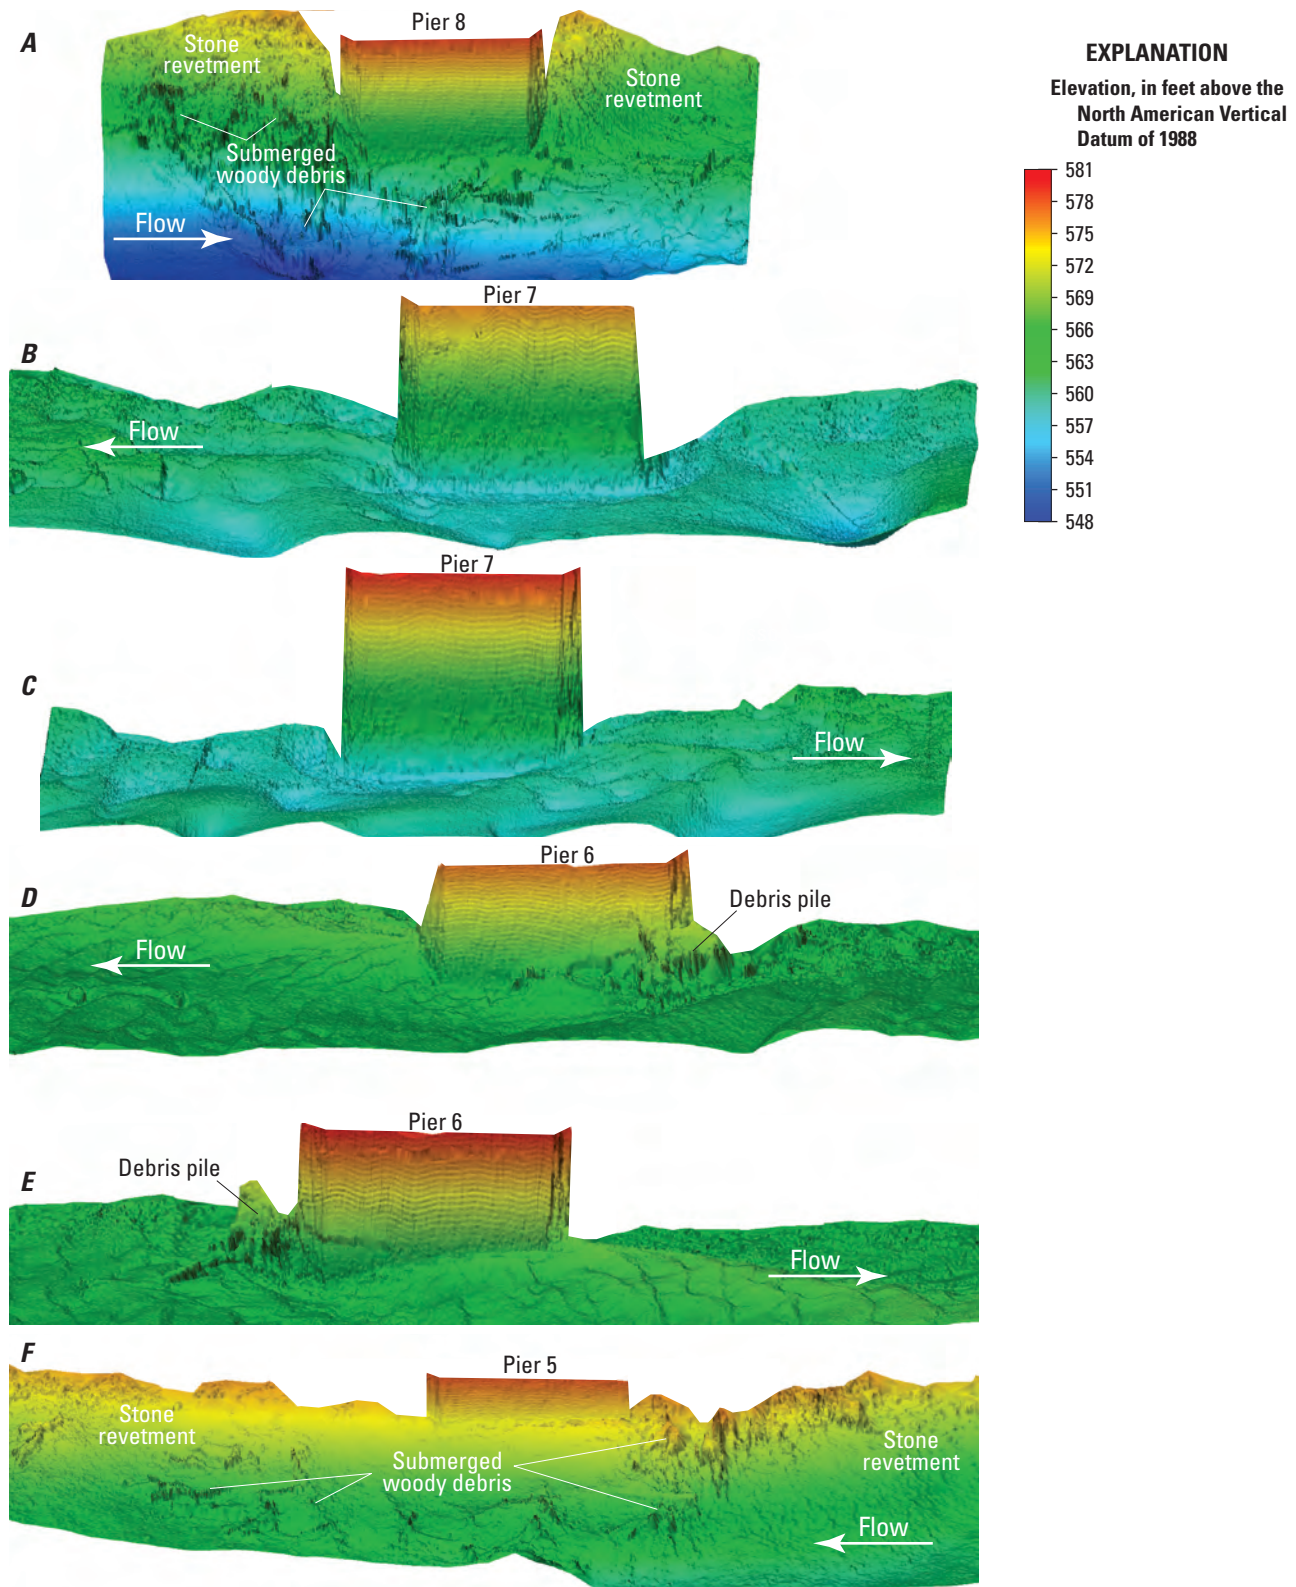 A
Pier 8
Stone
revetment
Stone
revetment
Submerged
woody debris
Flow
EXPLANATION
Elevation, in feet above the
North American Vertical
Datum of 1988
581
578
575
572
569
566
563
560
557
554
551
548
B
Pier 7
Flow
C
Pier 7
Flow
D
Pier 6
Debris pile
Flow
E
Pier 6
Debris pile
Flow
F
Pier 5
Stone
revetment
Submerged
woody debris
Stone
revetment
Flow